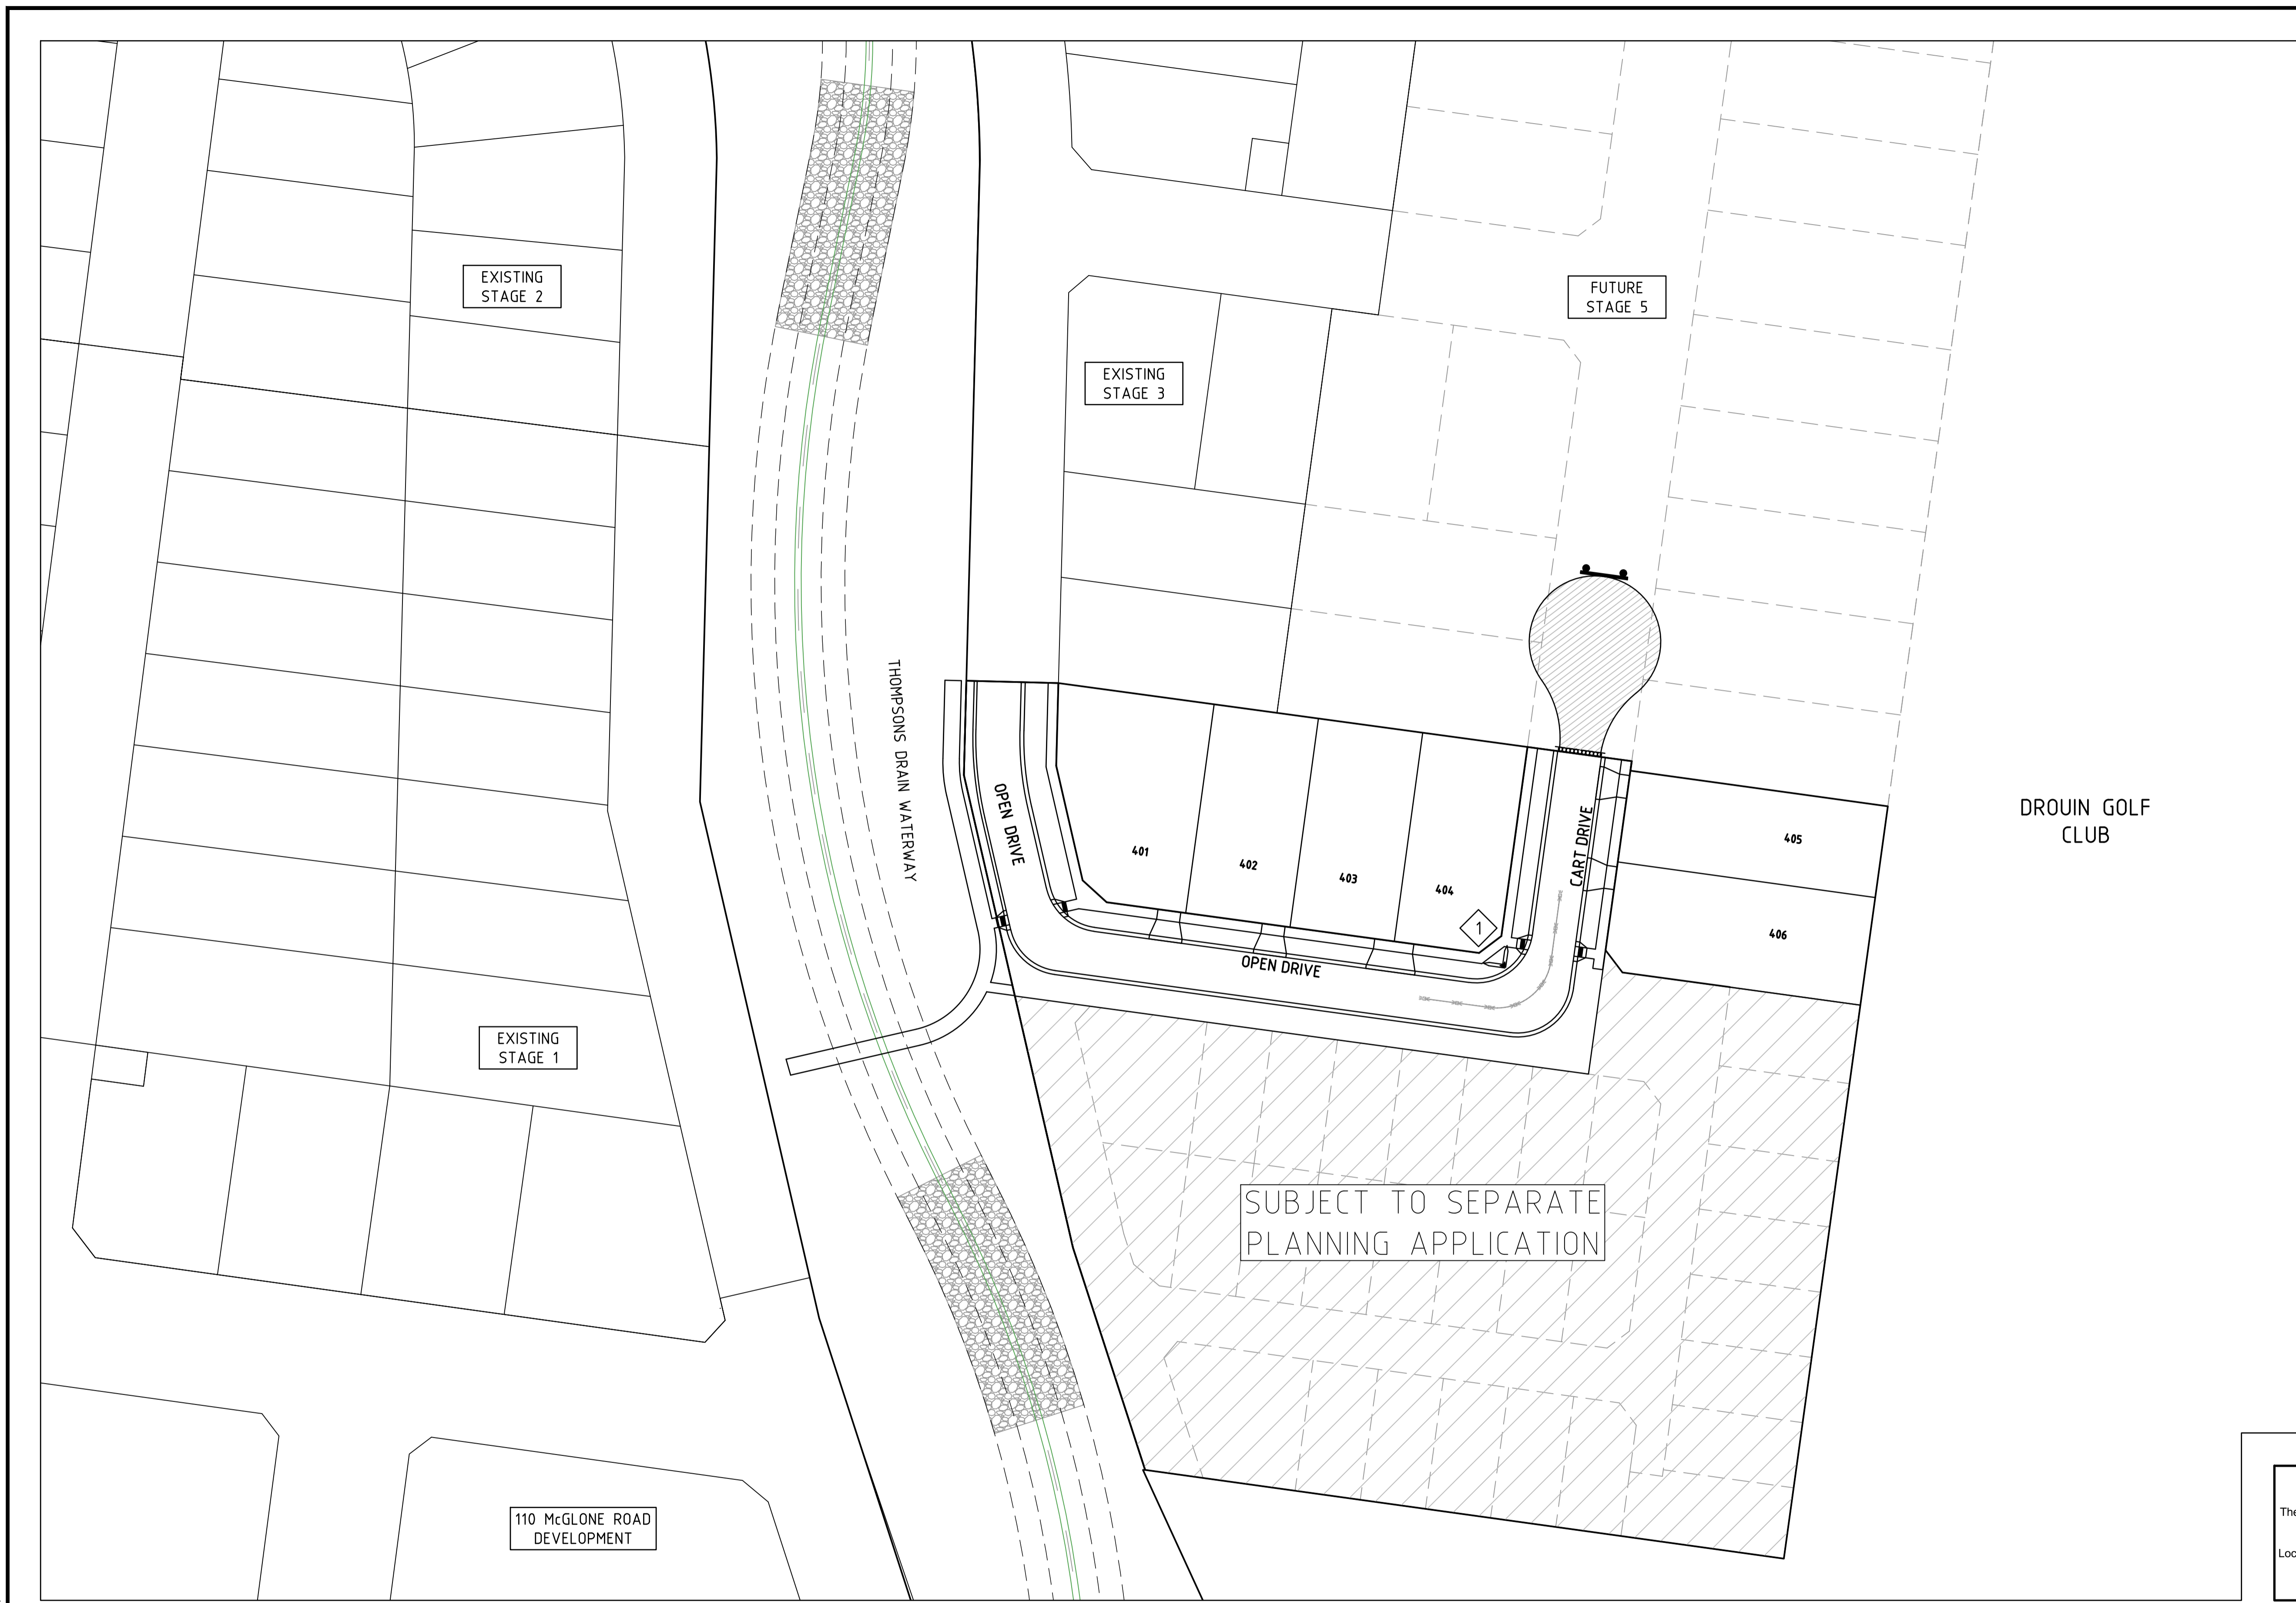 EXISTING
STAGE 2
FUTURE
STAGE 5
EXISTING
STAGE 3
THOMPSONS DRAIN WATERWAY
OPEN DRIVE
CART DRIVE
DROUIN GOLF
CLUB
401
402
403
404
405
406
1
OPEN DRIVE
EXISTING
STAGE 1
SUBJECT TO SEPARATE
PLANNING APPLICATION
110 McGLONE ROAD
DEVELOPMENT
The
Loc